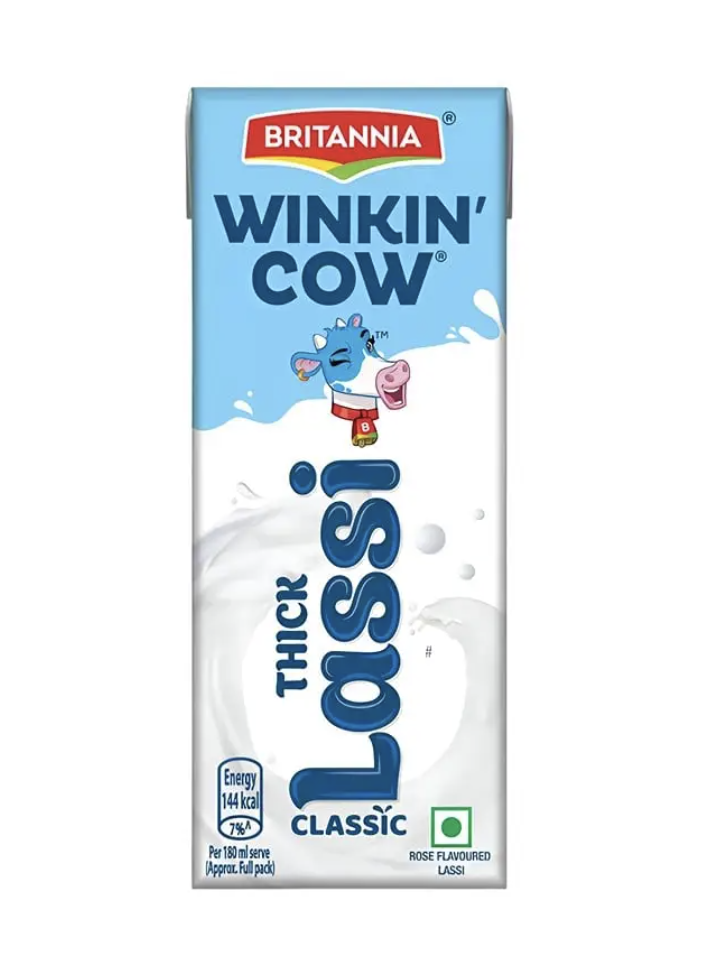 BRITANNIA®
WINKIN'
COW®
TM
B
THICK
Lassi
#
CLASSIC
Energy
144 kcal
7%^
Per 180 ml serve
(Approx. Full pack)
ROSE FLAVOURED
LASSI